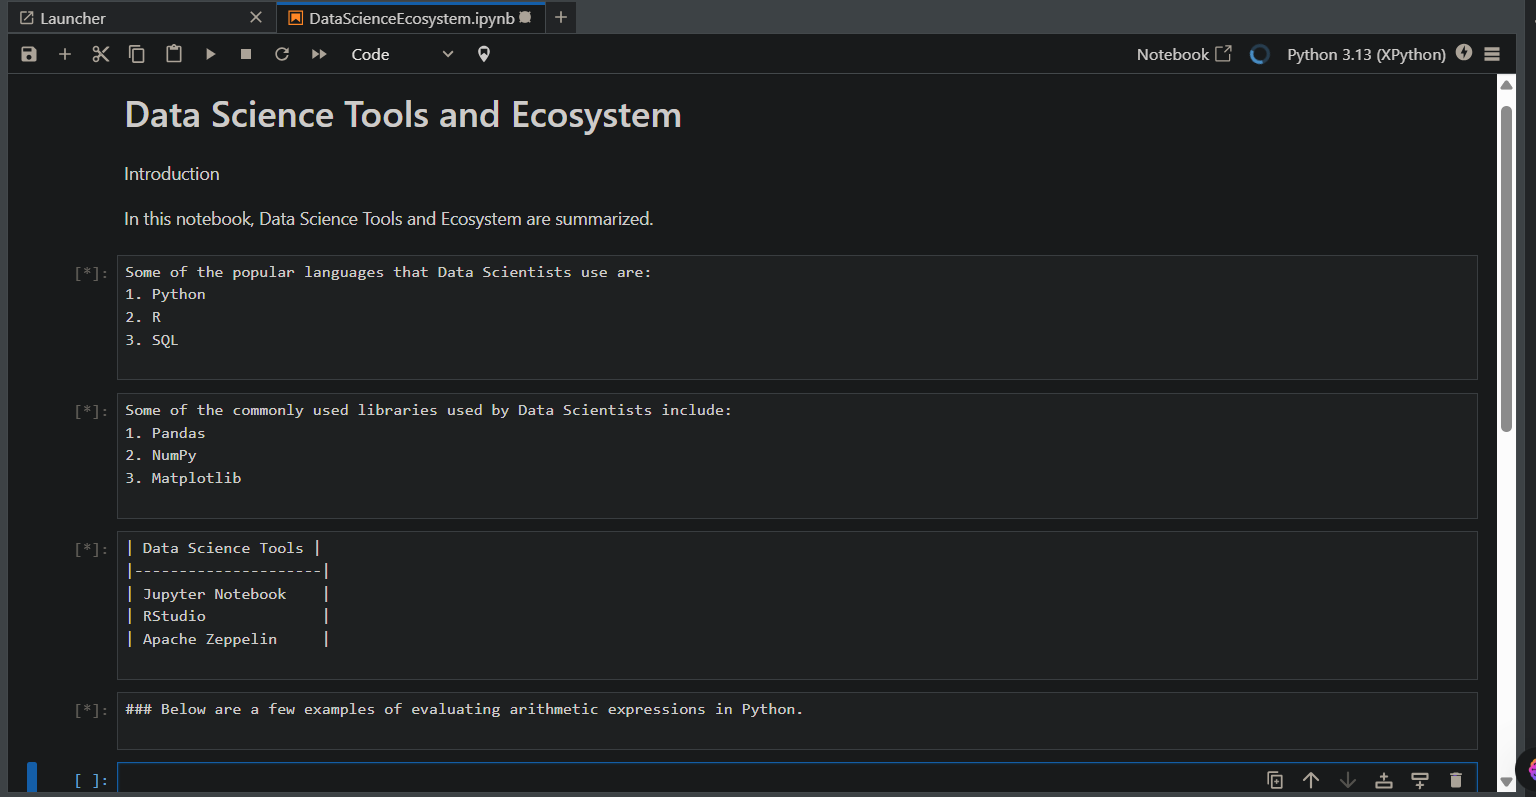 Launcher
DataScienceEcosystem.ipynb
Code
Notebook
Python 3.13 (XPython)
Data Science Tools and Ecosystem
Introduction
In this notebook, Data Science Tools and Ecosystem are summarized.
[*]:
Some of the popular languages that Data Scientists use are:
1. Python
2. R
3. SQL
[*]:
Some of the commonly used libraries used by Data Scientists include:
1. Pandas
2. NumPy
3. Matplotlib
[*]:
| Data Science Tools |
|---------------------|
| Jupyter Notebook    |
| RStudio             |
| Apache Zeppelin     |
[*]:
### Below are a few examples of evaluating arithmetic expressions in Python.
[ ]: